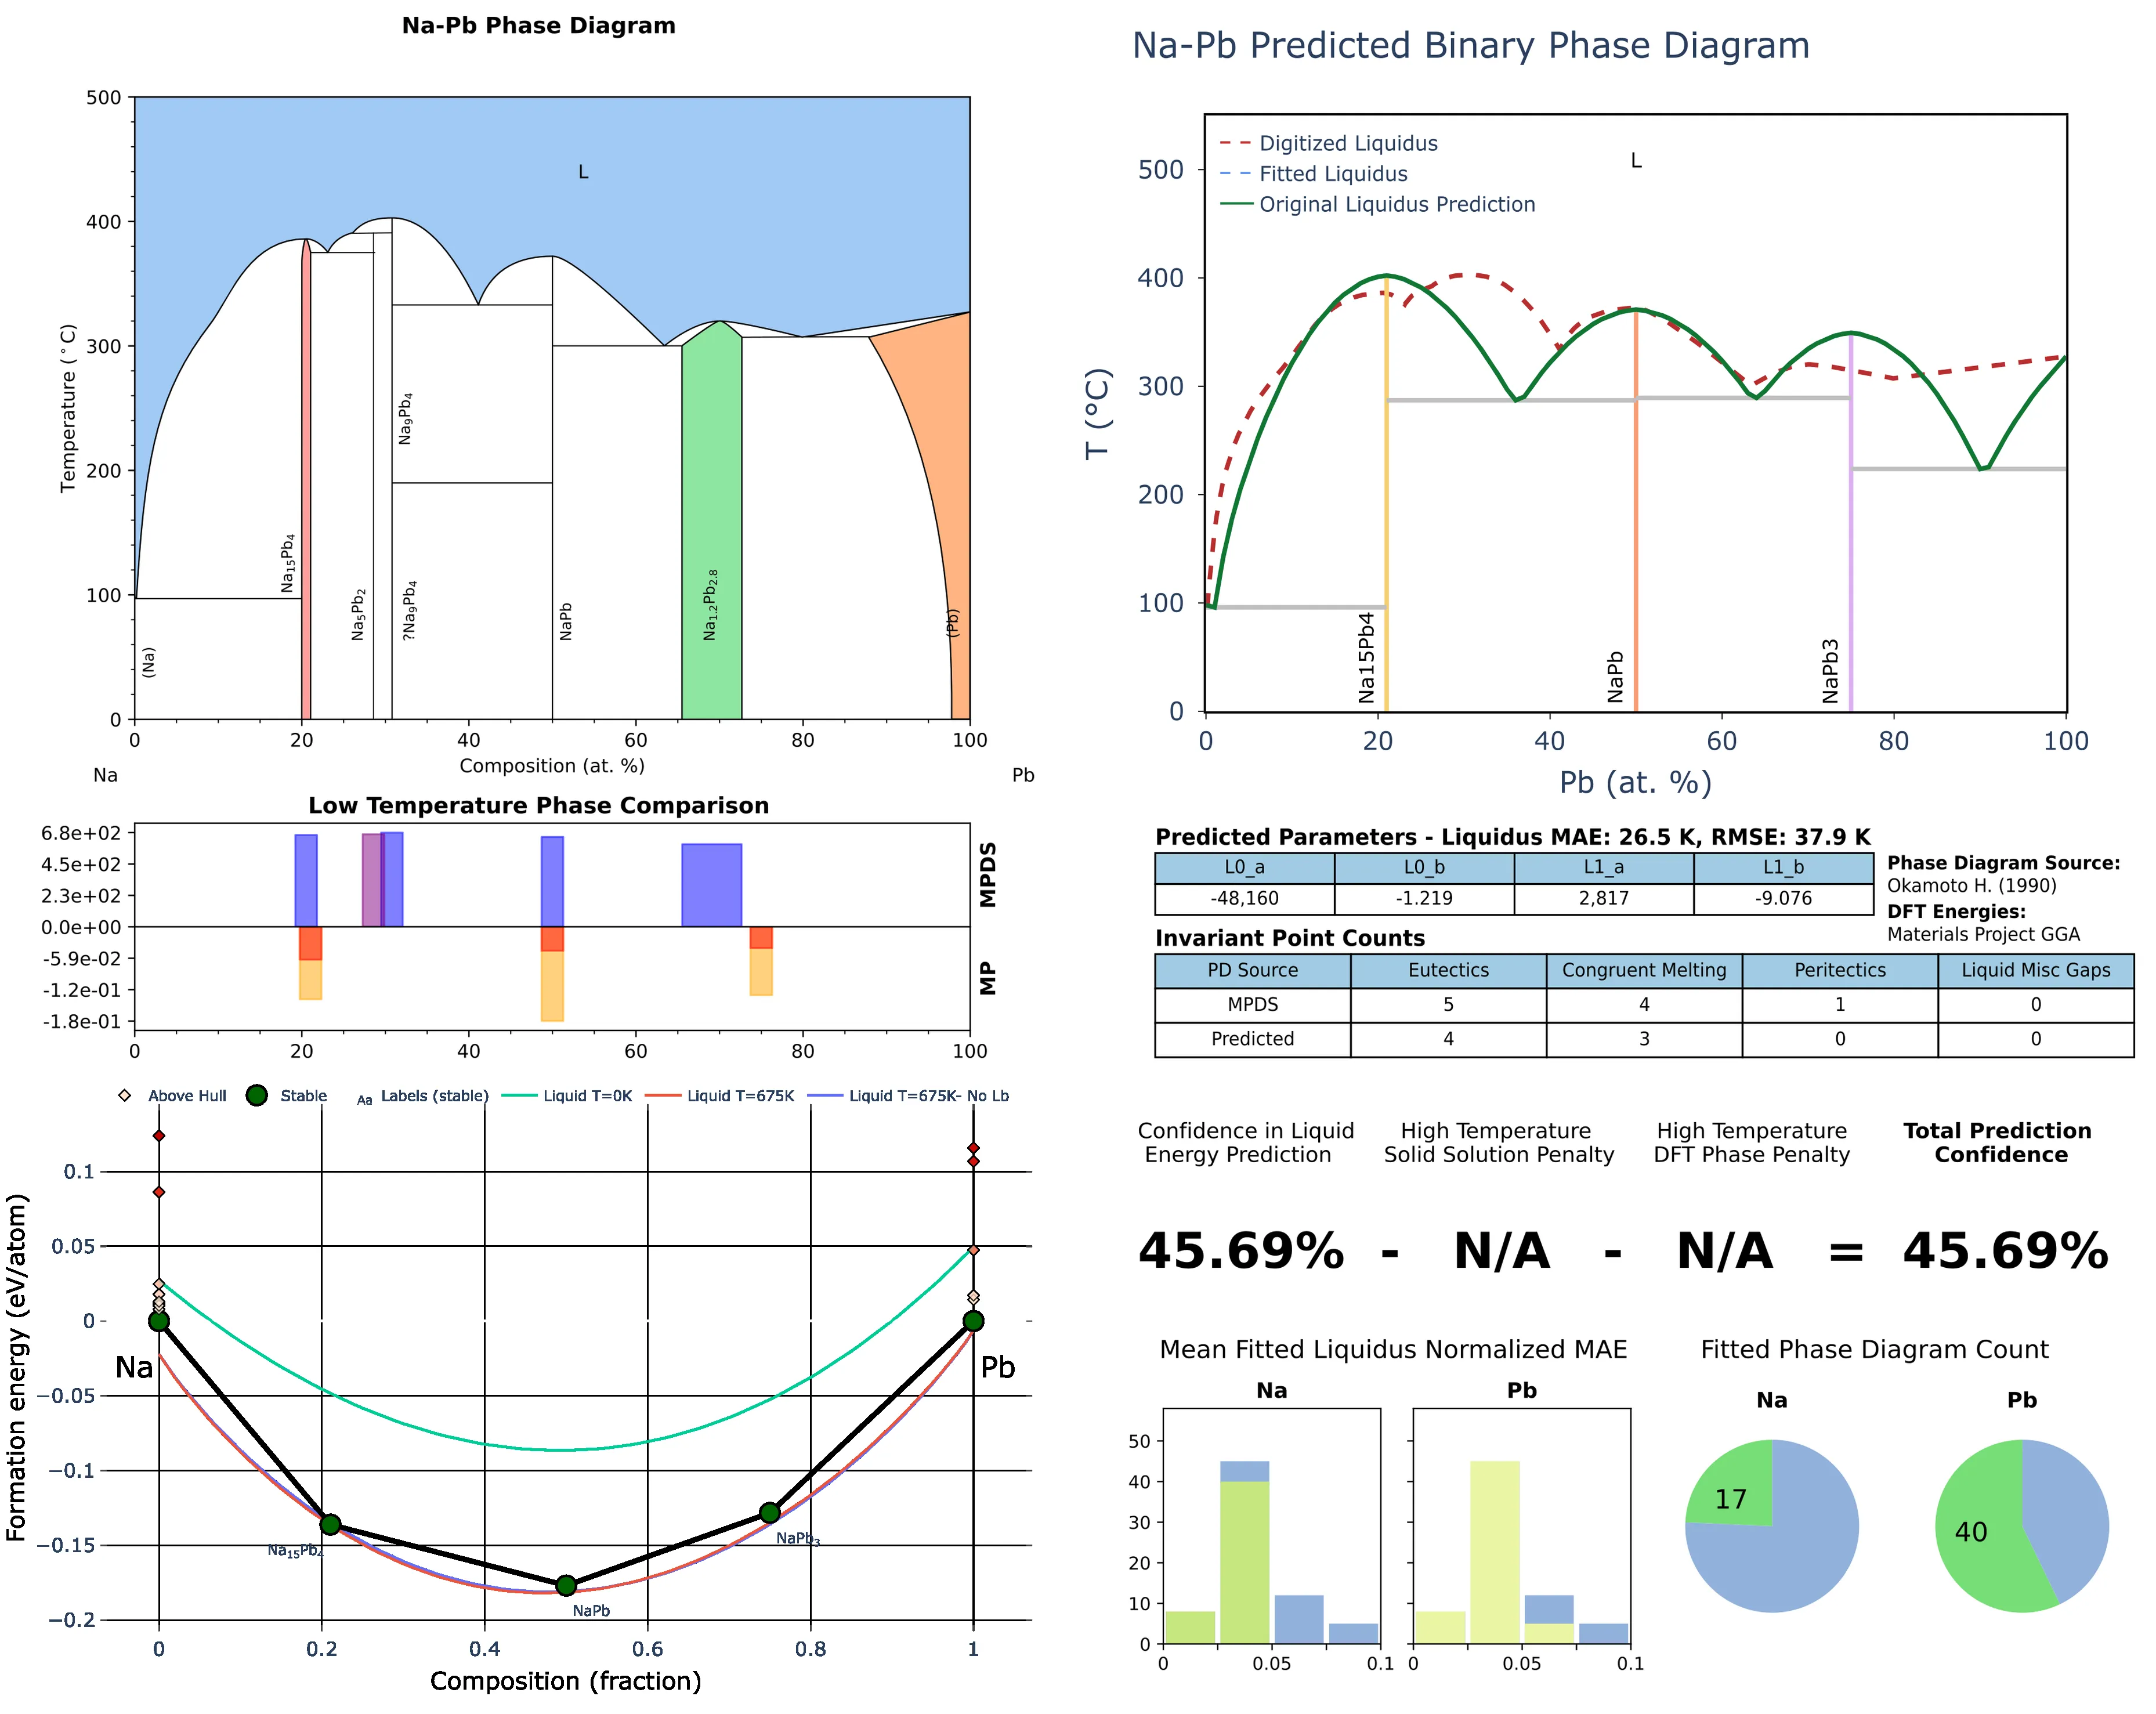 Na-Pb Phase Diagram
500
400
300
200
100
0
Temperature (°C)
L
(Na)
Na15Pb4
Na5Pb2
Na9Pb4
?Na9Pb4
NaPb
Na1.2Pb2.8
(Pb)
0 20 40 60 80 100
Composition (at. %)
Na Pb
Low Temperature Phase Comparison
6.8e+02
4.5e+02
2.3e+02
0.0e+00
-5.9e-02
-1.2e-01
-1.8e-01
MPDS
MP
0 20 40 60 80 100
Above Hull Stable Aa Labels (stable) Liquid T=0K Liquid T=675K Liquid T=675K- No Lb
0.1
0.05
0
−0.05
−0.1
−0.15
−0.2
Formation energy (eV/atom)
Na
Pb
Na15Pb4
NaPb
NaPb3
0 0.2 0.4 0.6 0.8 1
Composition (fraction)
Na-Pb Predicted Binary Phase Diagram
Digitized Liquidus
Fitted Liquidus
Original Liquidus Prediction
L
500
400
300
200
100
0
T (°C)
Na15Pb4
NaPb
NaPb3
0 20 40 60 80 100
Pb (at. %)
Predicted Parameters - Liquidus MAE: 26.5 K, RMSE: 37.9 K
L0_a L0_b L1_a L1_b
-48,160 -1.219 2,817 -9.076
Phase Diagram Source:
Okamoto H. (1990)
DFT Energies:
Materials Project GGA
Invariant Point Counts
PD Source Eutectics Congruent Melting Peritectics Liquid Misc Gaps
MPDS 5 4 1 0
Predicted 4 3 0 0
Confidence in Liquid
Energy Prediction
High Temperature
Solid Solution Penalty
High Temperature
DFT Phase Penalty
Total Prediction
Confidence
45.69% - N/A - N/A = 45.69%
Mean Fitted Liquidus Normalized MAE
Na Pb
50
40
30
20
10
0
0 0.05 0.1
0 0.05 0.1
Fitted Phase Diagram Count
Na Pb
17
40